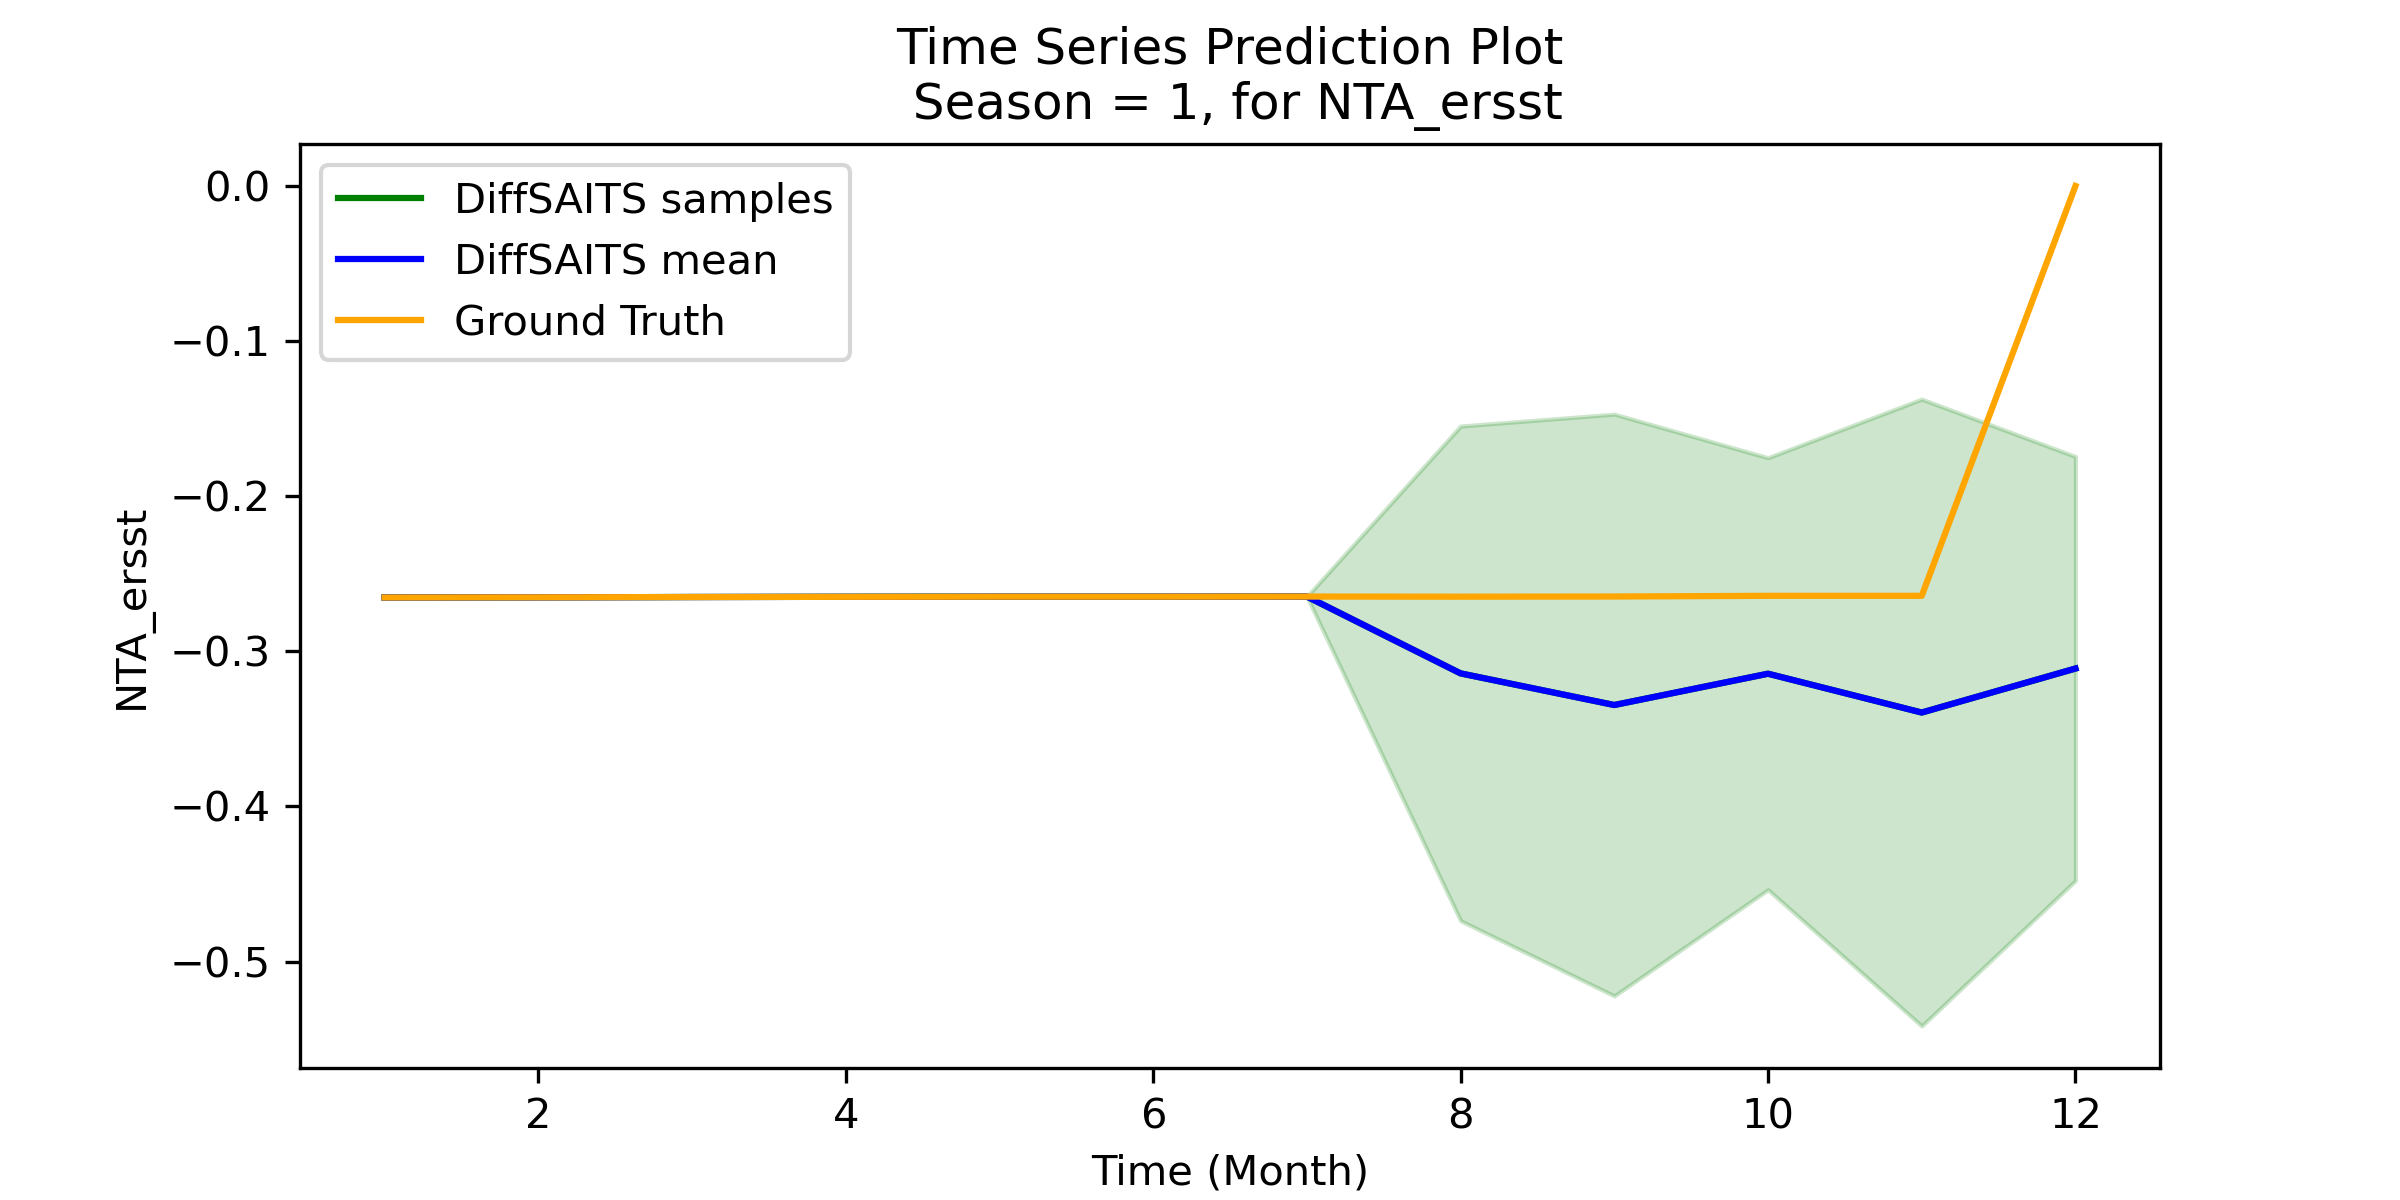 Time Series Prediction Plot
Season = 1, for NTA_ersst
DiffSAITS samples
DiffSAITS mean
Ground Truth
0.0
−0.1
−0.2
−0.3
−0.4
−0.5
NTA_ersst
2 4 6 8 10 12
Time (Month)